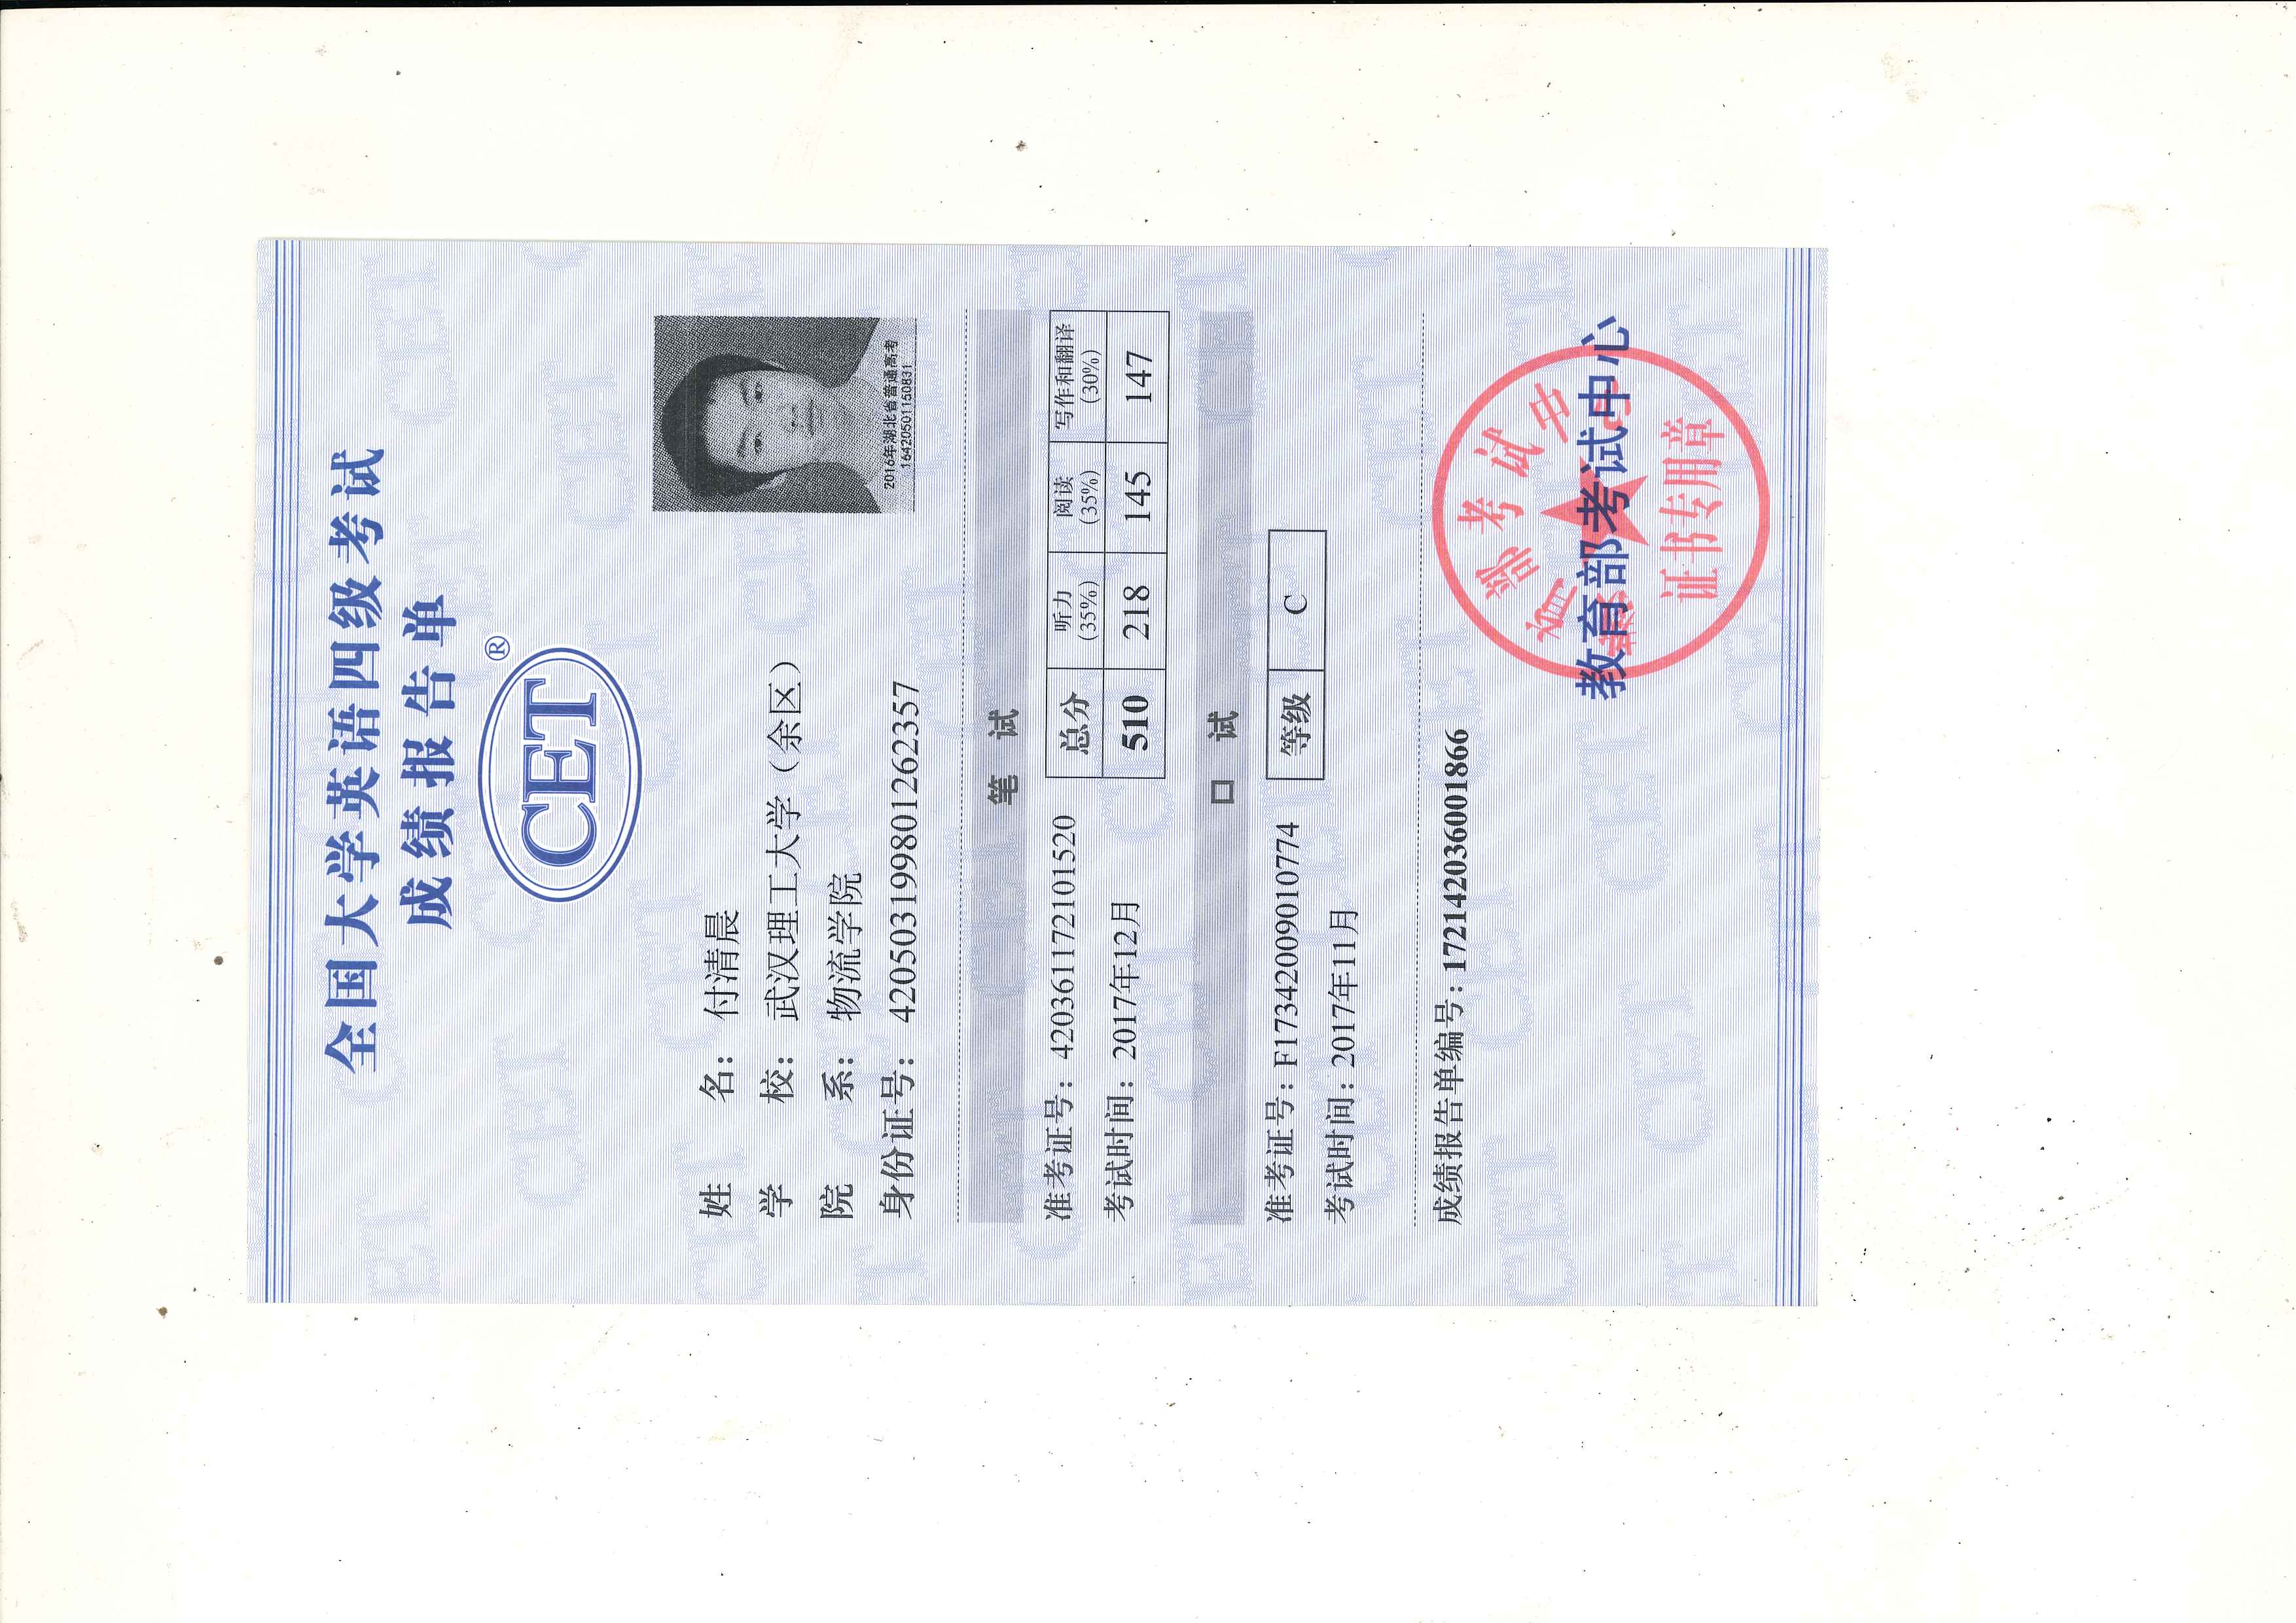 全国大学英语四级考试
成绩报告单
CET®
姓 名： 付清晨
学 校： 武汉理工大学（余区）
院 系： 物流学院
身份证号： 420503199801262357
2016年湖北省普通高考
16420501150831
笔 试
准考证号： 420361172101520
考试时间： 2017年12月
总分 听力（35%） 阅读（35%） 写作和翻译（30%）
510 218 145 147
口 试
准考证号： F17342009010774
考试时间： 2017年11月
等级 C
成绩报告单编号： 172142036001866
教育部考试中心
教育部考试中心
证书专用章